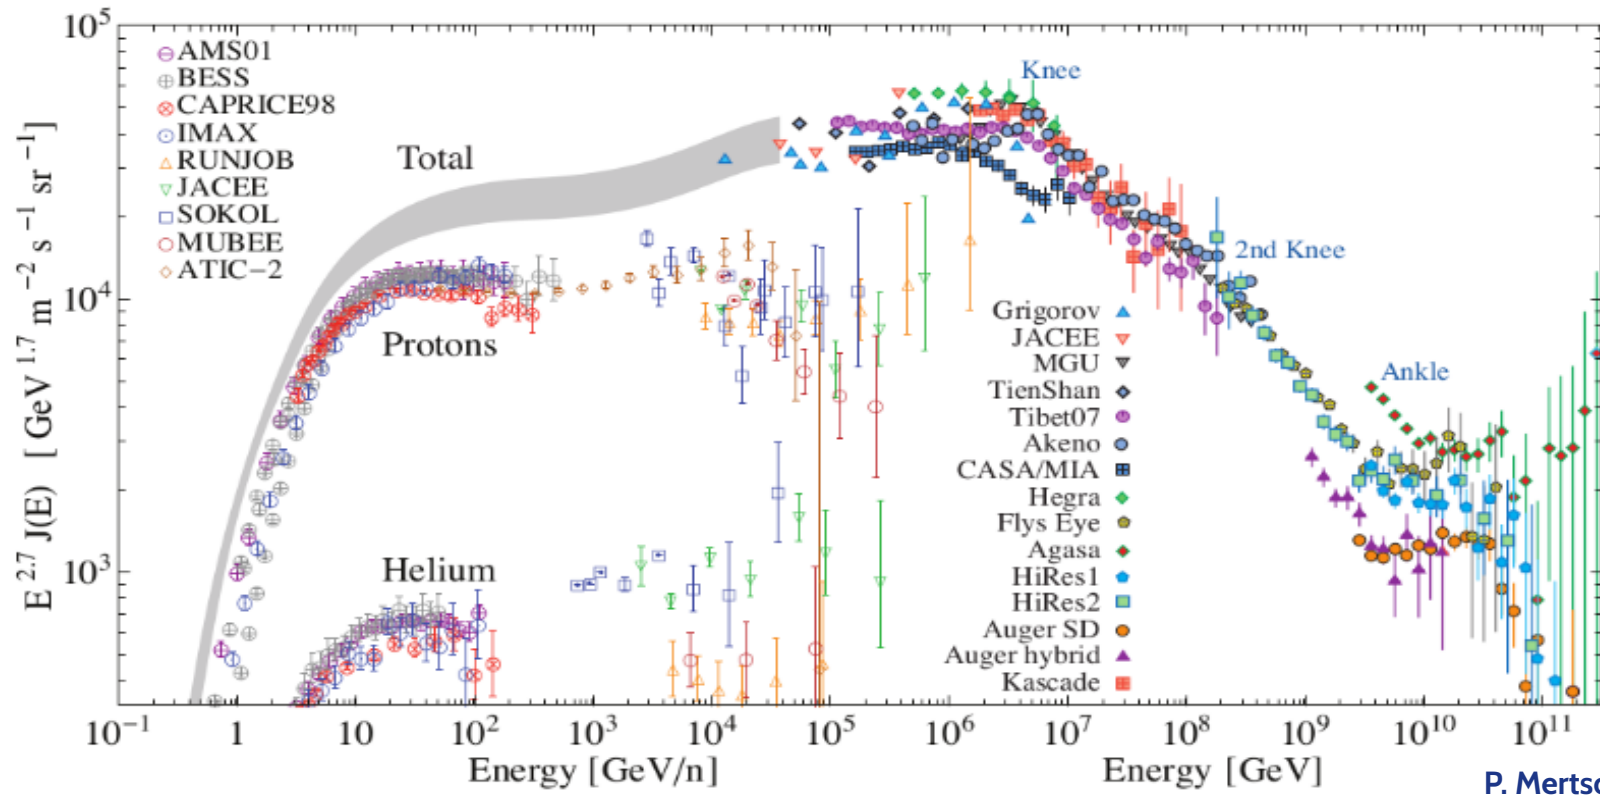 10^5
10^4
10^3
E^2.7 J(E) [ GeV^1.7 m^−2 s^−1 sr^−1]
AMS01
BESS
CAPRICE98
IMAX
RUNJOB
JACEE
SOKOL
MUBEE
ATIC−2
Total
Protons
Helium
Knee
2nd Knee
Ankle
Grigorov
JACEE
MGU
TienShan
Tibet07
Akeno
CASA/MIA
Hegra
Flys Eye
Agasa
HiRes1
HiRes2
Auger SD
Auger hybrid
Kascade
10^−1 1 10 10^2 10^3 10^4 10^5 10^6 10^7 10^8 10^9 10^10 10^11
Energy [GeV/n] Energy [GeV]
P. Mertsc